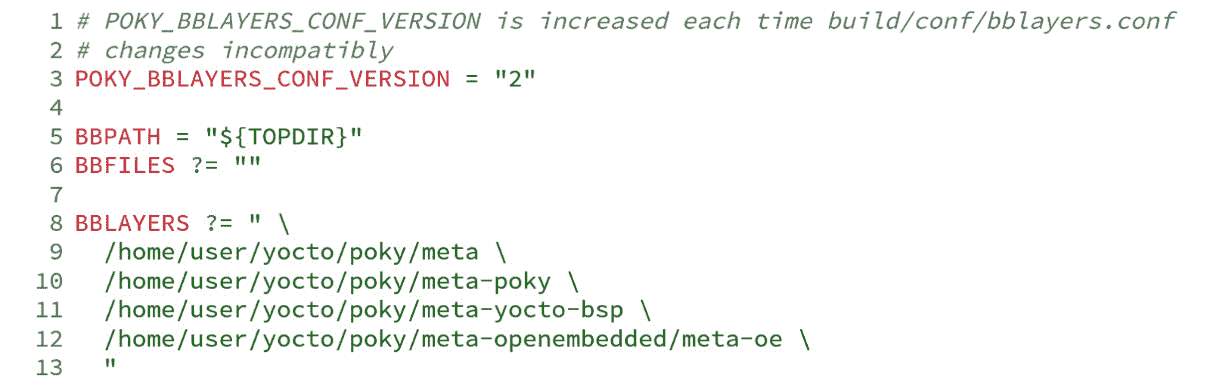 1 # POKY_BBLAYERS_CONF_VERSION is increased each time build/conf/bblayers.conf
2 # changes incompatibly
3 POKY_BBLAYERS_CONF_VERSION = "2"
4
5 BBPATH = "${TOPDIR}"
6 BBFILES ?= ""
7
8 BBLAYERS ?= " \
9   /home/user/yocto/poky/meta \
10   /home/user/yocto/poky/meta-poky \
11   /home/user/yocto/poky/meta-yocto-bsp \
12   /home/user/yocto/poky/meta-openembedded/meta-oe \
13   "